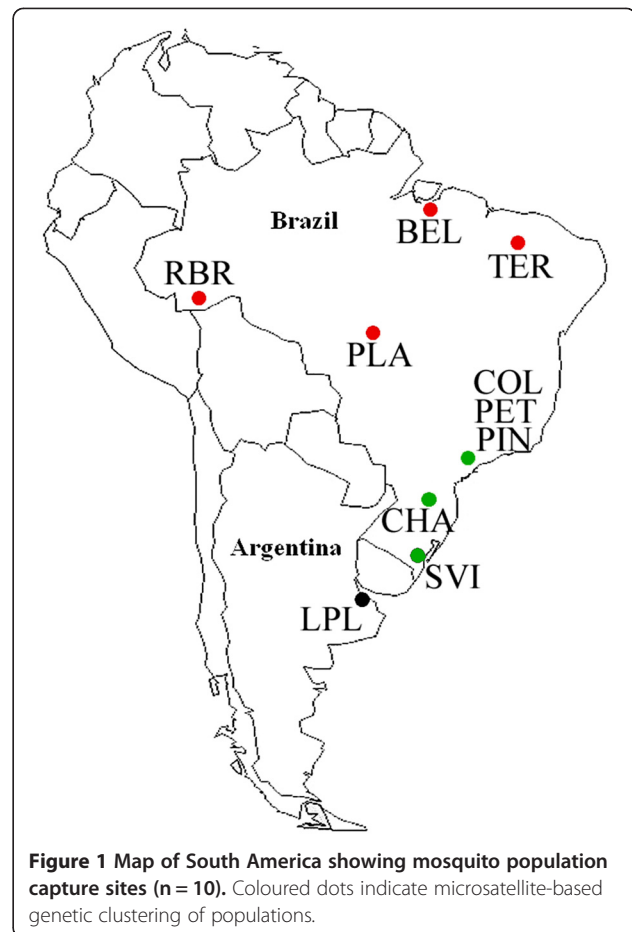 Brazil
BEL
TER
RBR
PLA
COL
PET
PIN
CHA
Argentina
SVI
LPL
Figure 1 Map of South America showing mosquito population
capture sites (n = 10). Coloured dots indicate microsatellite-based
genetic clustering of populations.